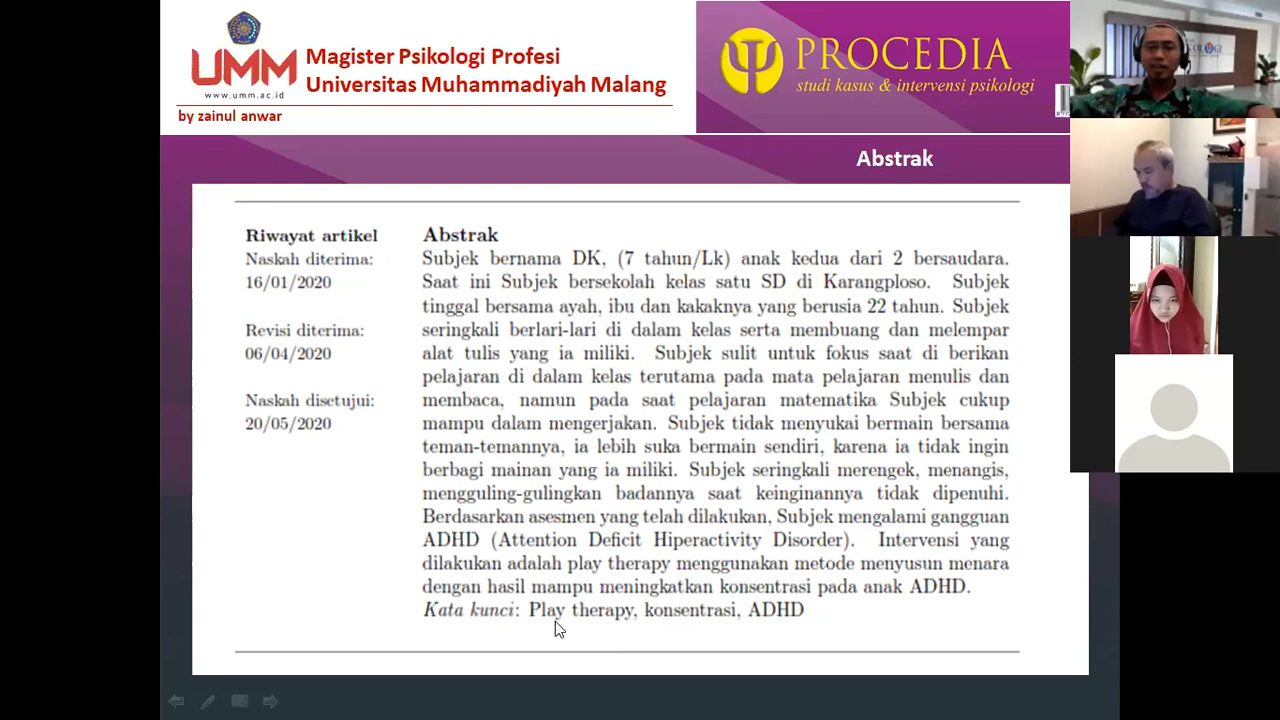 UMM
www.umm.ac.id
Magister Psikologi Profesi
Universitas Muhammadiyah Malang
by zainul anwar
PROCEDIA
studi kasus & intervensi psikologi
Abstrak
Riwayat artikel
Naskah diterima:
16/01/2020
Revisi diterima:
06/04/2020
Naskah disetujui:
20/05/2020
Abstrak
Subjek bernama DK, (7 tahun/Lk) anak kedua dari 2 bersaudara.
Saat ini Subjek bersekolah kelas satu SD di Karangploso. Subjek
tinggal bersama ayah, ibu dan kakaknya yang berusia 22 tahun. Subjek
seringkali berlari-lari di dalam kelas serta membuang dan melempar
alat tulis yang ia miliki. Subjek sulit untuk fokus saat di berikan
pelajaran di dalam kelas terutama pada mata pelajaran menulis dan
membaca, namun pada saat pelajaran matematika Subjek cukup
mampu dalam mengerjakan. Subjek tidak menyukai bermain bersama
teman-temannya, ia lebih suka bermain sendiri, karena ia tidak ingin
berbagi mainan yang ia miliki. Subjek seringkali merengek, menangis,
mengguling-gulingkan badannya saat keinginannya tidak dipenuhi.
Berdasarkan asesmen yang telah dilakukan, Subjek mengalami gangguan
ADHD (Attention Deficit Hiperactivity Disorder). Intervensi yang
dilakukan adalah play therapy menggunakan metode menyusun menara
dengan hasil mampu meningkatkan konsentrasi pada anak ADHD.
Kata kunci: Play therapy, konsentrasi, ADHD